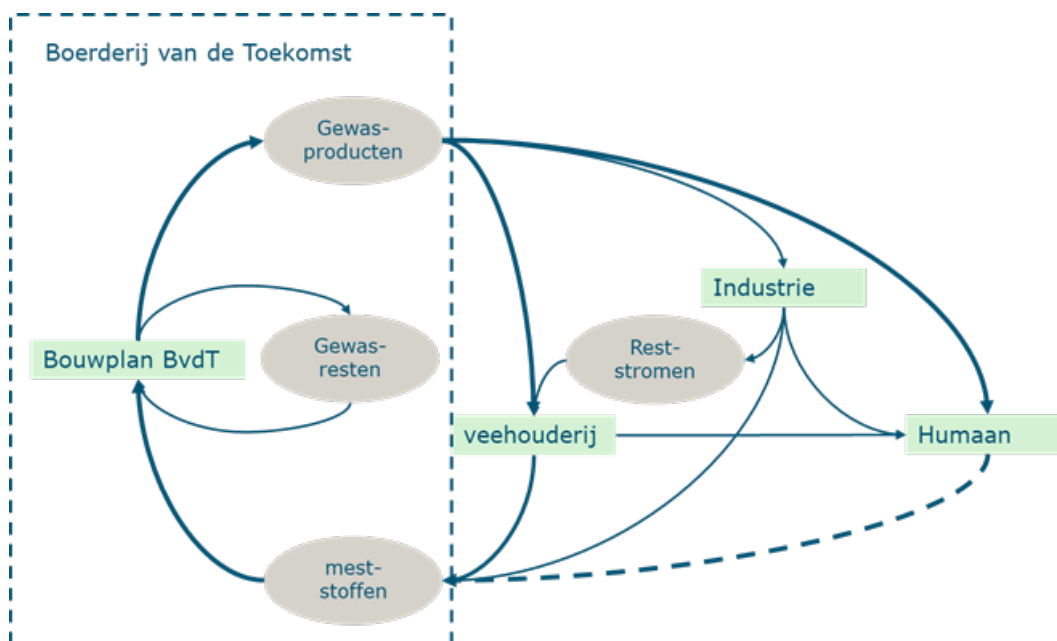 Boerderij van de Toekomst
Gewas-
producten
Industrie
Bouwplan BvdT
Gewas-
resten
Rest-
stromen
veehouderij
Humaan
mest-
stoffen